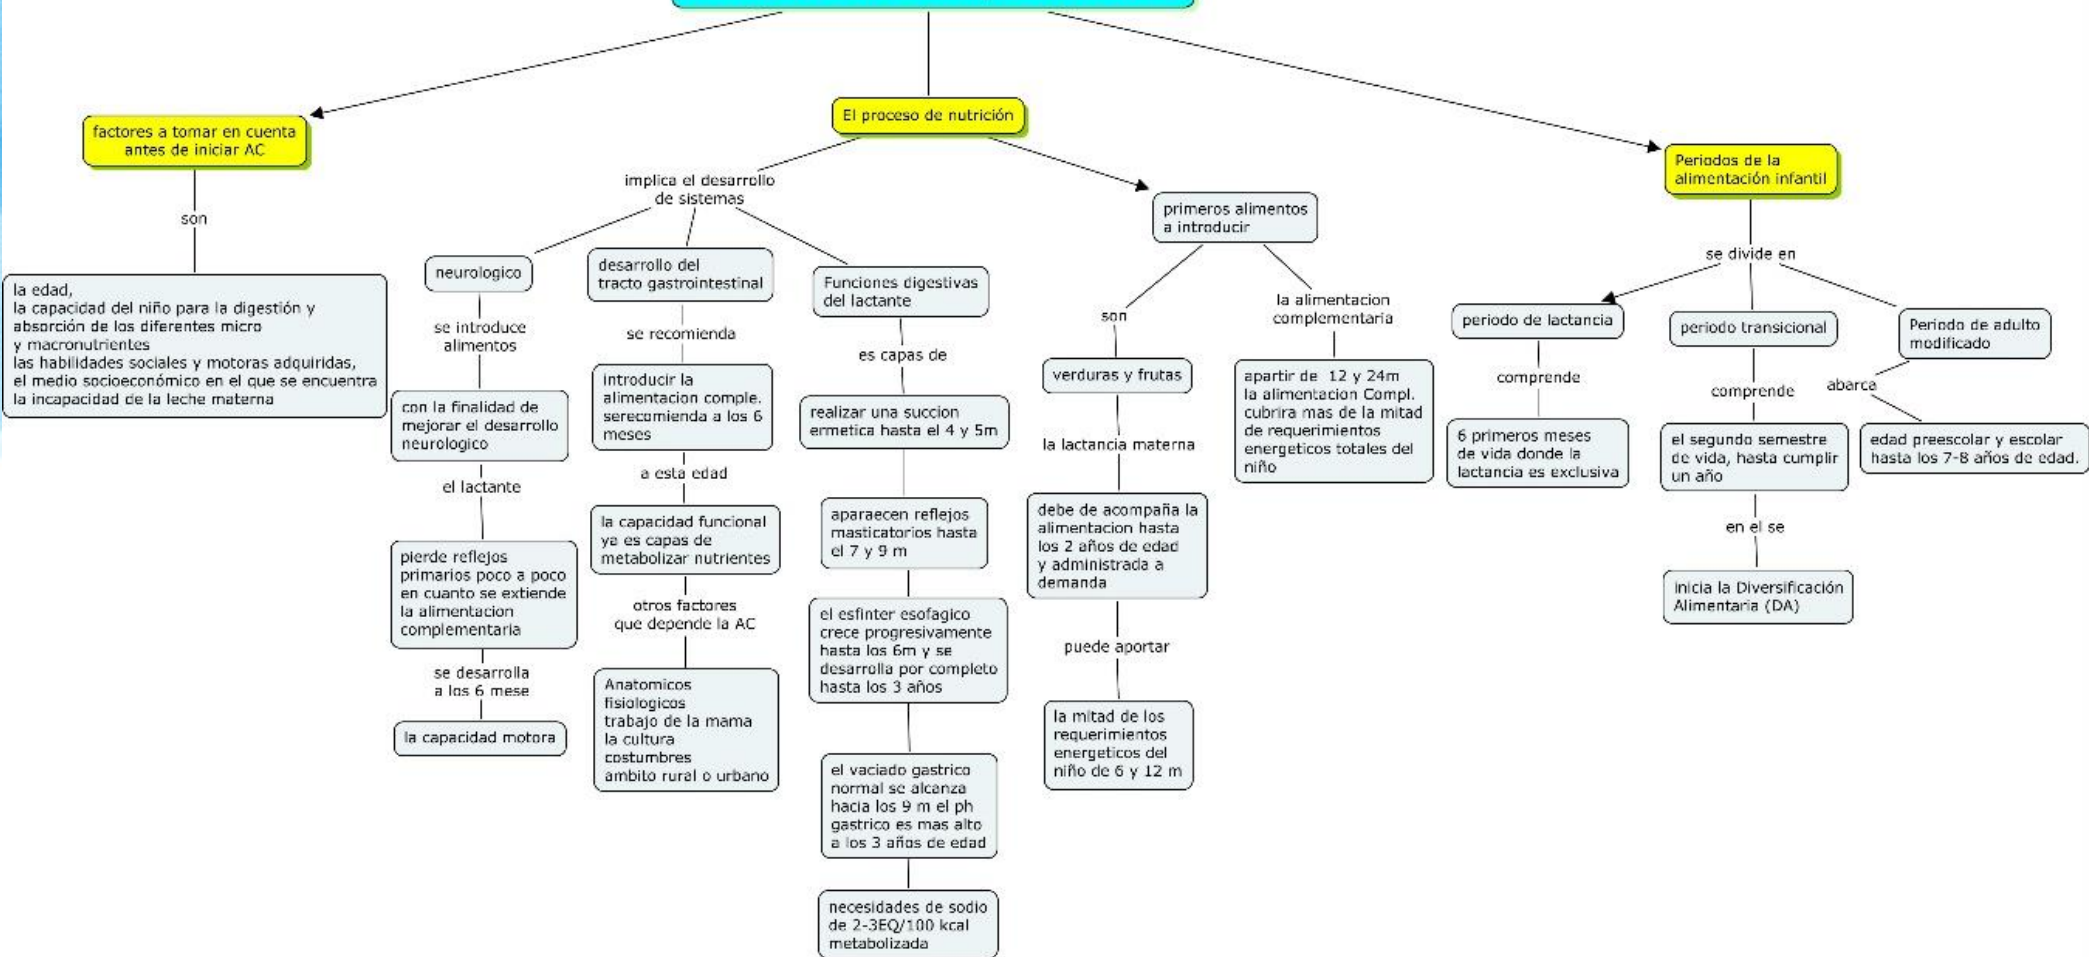 factores a tomar en cuenta
antes de iniciar AC
son
la edad,
la capacidad del niño para la digestión y
absorción de los diferentes micro
y macronutrientes
las habilidades sociales y motoras adquiridas,
el medio socioeconómico en el que se encuentra
la incapacidad de la leche materna
El proceso de nutrición
implica el desarrollo
de sistemas
neurologico
se introduce
alimentos
con la finalidad de
mejorar el desarrollo
neurologico
el lactante
pierde reflejos
primarios poco a poco
en cuanto se extiende
la alimentacion
complementaria
se desarrolla
a los 6 mese
la capacidad motora
desarrollo del
tracto gastrointestinal
se recomienda
introducir la
alimentacion comple.
serecomienda a los 6
meses
a esta edad
la capacidad funcional
ya es capas de
metabolizar nutrientes
otros factores
que depende la AC
Anatomicos
fisiologicos
trabajo de la mama
la cultura
costumbres
ambito rural o urbano
Funciones digestivas
del lactante
es capas de
realizar una succion
ermetica hasta el 4 y 5m
aparaecen reflejos
masticatorios hasta
el 7 y 9 m
el esfinter esofagico
crece progresivamente
hasta los 6m y se
desarrolla por completo
hasta los 3 años
el vaciado gastrico
normal se alcanza
hacia los 9 m el ph
gastrico es mas alto
a los 3 años de edad
necesidades de sodio
de 2-3EQ/100 kcal
metabolizada
primeros alimentos
a introducir
son
verduras y frutas
la lactancia materna
debe de acompaña la
alimentacion hasta
los 2 años de edad
y administrada a
demanda
puede aportar
la mitad de los
requerimientos
energeticos del
niño de 6 y 12 m
la alimentacion
complementaria
apartir de 12 y 24m
la alimentacion Compl.
cubrira mas de la mitad
de requerimientos
energeticos totales del
niño
Periodos de la
alimentación infantil
se divide en
periodo de lactancia
comprende
6 primeros meses
de vida donde la
lactancia es exclusiva
periodo transicional
comprende
el segundo semestre
de vida, hasta cumplir
un año
en el se
inicia la Diversificación
Alimentaria (DA)
Periodo de adulto
modificado
abarca
edad preescolar y escolar
hasta los 7-8 años de edad.